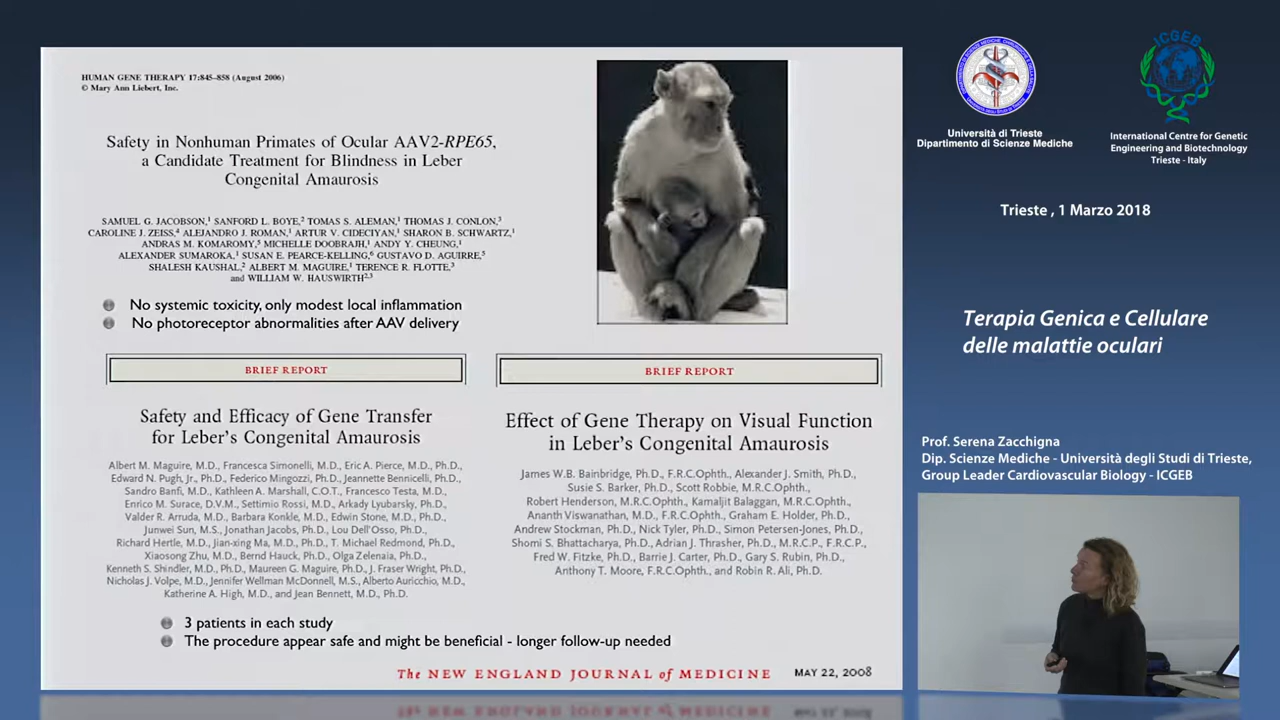 HUMAN GENE THERAPY 17:845–858 (August 2006)
© Mary Ann Liebert, Inc.
Safety in Nonhuman Primates of Ocular AAV2-RPE65,
a Candidate Treatment for Blindness in Leber
Congenital Amaurosis
SAMUEL G. JACOBSON,1 SANFORD L. BOYE,2 TOMAS S. ALEMAN,1 THOMAS J. CONLON,3
CAROLINE J. ZEISS,4 ALEJANDRO J. ROMAN,1 ARTUR V. CIDECIYAN,1 SHARON B. SCHWARTZ,1
ANDRAS M. KOMAROMY,5 MICHELLE DOOBRAJH,1 ANDY Y. CHEUNG,1
ALEXANDER SUMAROKA,1 SUSAN E. PEARCE-KELLING,6 GUSTAVO D. AGUIRRE,5
SHALESH KAUSHAL,2 ALBERT M. MAGUIRE,1 TERENCE R. FLOTTE,3
and WILLIAM W. HAUSWIRTH2,3
No systemic toxicity, only modest local inflammation
No photoreceptor abnormalities after AAV delivery
BRIEF REPORT
Safety and Efficacy of Gene Transfer
for Leber's Congenital Amaurosis
Albert M. Maguire, M.D., Francesca Simonelli, M.D., Eric A. Pierce, M.D., Ph.D.,
Edward N. Pugh, Jr., Ph.D., Federico Mingozzi, Ph.D., Jeannette Bennicelli, Ph.D.,
Sandro Banfi, M.D., Kathleen A. Marshall, C.O.T., Francesco Testa, M.D.,
Enrico M. Surace, D.V.M., Settimio Rossi, M.D., Arkady Lyubarsky, Ph.D.,
Valder R. Arruda, M.D., Barbara Konkle, M.D., Edwin Stone, M.D., Ph.D.,
Junwei Sun, M.S., Jonathan Jacobs, Ph.D., Lou Dell'Osso, Ph.D.,
Richard Hertle, M.D., Jian-xing Ma, M.D., Ph.D., T. Michael Redmond, Ph.D.,
Xiaosong Zhu, M.D., Bernd Hauck, Ph.D., Olga Zelenaia, Ph.D.,
Kenneth S. Shindler, M.D., Ph.D., Maureen G. Maguire, Ph.D., J. Fraser Wright, Ph.D.,
Nicholas J. Volpe, M.D., Jennifer Wellman McDonnell, M.S., Alberto Auricchio, M.D.,
Katherine A. High, M.D., and Jean Bennett, M.D., Ph.D.
BRIEF REPORT
Effect of Gene Therapy on Visual Function
in Leber's Congenital Amaurosis
James W.B. Bainbridge, Ph.D., F.R.C.Ophth., Alexander J. Smith, Ph.D.,
Susie S. Barker, Ph.D., Scott Robbie, M.R.C.Ophth.,
Robert Henderson, M.R.C.Ophth., Kamaljit Balaggan, M.R.C.Ophth.,
Ananth Viswanathan, M.D., F.R.C.Ophth., Graham E. Holder, Ph.D.,
Andrew Stockman, Ph.D., Nick Tyler, Ph.D., Simon Petersen-Jones, Ph.D.,
Shomi S. Bhattacharya, Ph.D., Adrian J. Thrasher, Ph.D., M.R.C.P., F.R.C.P.,
Fred W. Fitzke, Ph.D., Barrie J. Carter, Ph.D., Gary S. Rubin, Ph.D.,
Anthony T. Moore, F.R.C.Ophth., and Robin R. Ali, Ph.D.
3 patients in each study
The procedure appear safe and might be beneficial - longer follow-up needed
The NEW ENGLAND JOURNAL of MEDICINE MAY 22, 2008
ICGEB
Università di Trieste
Dipartimento di Scienze Mediche
International Centre for Genetic
Engineering and Biotechnology
Trieste - Italy
Trieste , 1 Marzo 2018
Terapia Genica e Cellulare
delle malattie oculari
Prof. Serena Zacchigna
Dip. Scienze Mediche - Università degli Studi di Trieste,
Group Leader Cardiovascular Biology - ICGEB